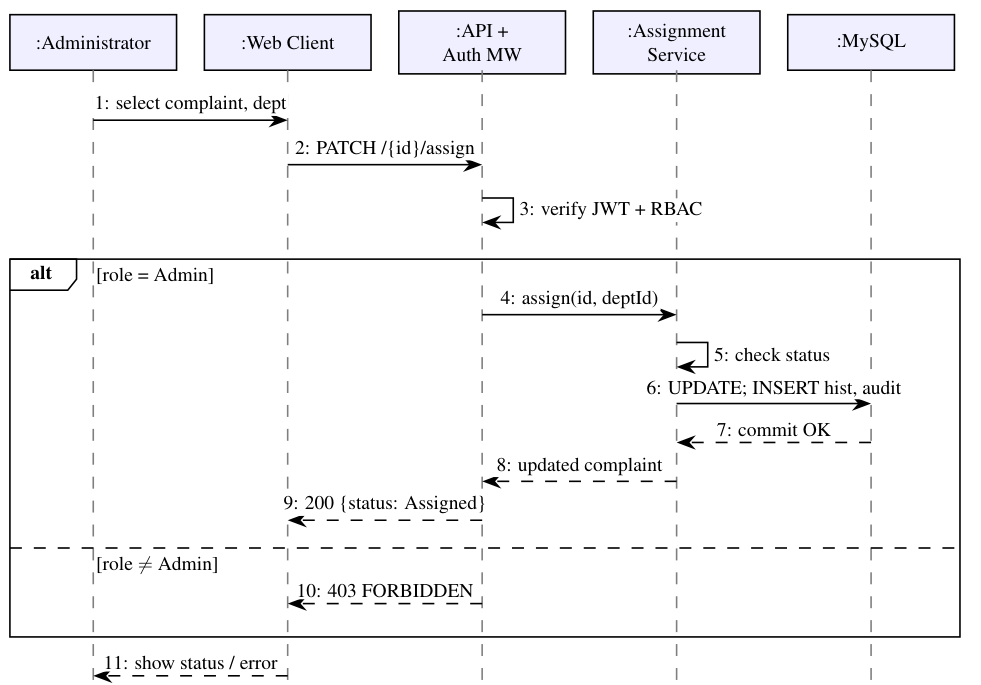 :Administrator
:Web Client
:API +
Auth MW
:Assignment
Service
:MySQL
1: select complaint, dept
2: PATCH /{id}/assign
3: verify JWT + RBAC
alt
[role = Admin]
4: assign(id, deptId)
5: check status
6: UPDATE; INSERT hist, audit
7: commit OK
8: updated complaint
9: 200 {status: Assigned}
[role ≠ Admin]
10: 403 FORBIDDEN
11: show status / error